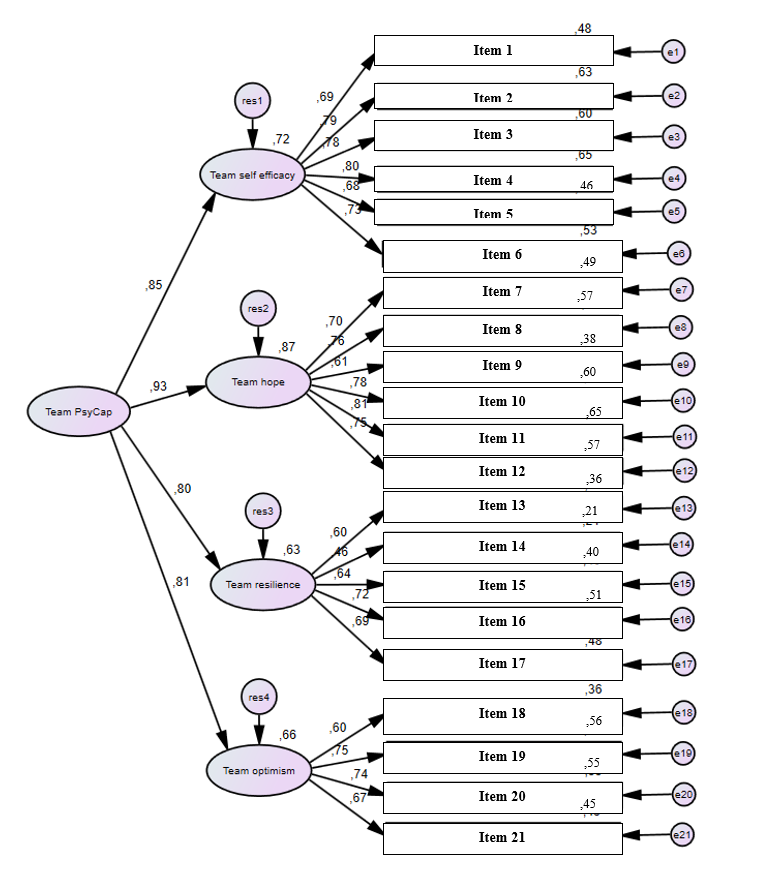 ,48
Item 1
e1
,69
,63
res1
Item 2
e2
,79
,60
,72
,78
Item 3
e3
,65
Team self efficacy
,80
Item 4
,46
e4
,68
Item 5
e5
,73
,53
Item 6
,49
e6
,85
Item 7
,57
e7
res2
,70
Item 8
,38
e8
,87
,76
,61
Item 9
,60
e9
Team hope
,78
Item 10
,65
e10
,93
,81
Item 11
,57
e11
Team PsyCap
,75
Item 12
,36
e12
,80
Item 13
,21
e13
res3
,60
Item 14
,40
e14
,63
,46
,64
Item 15
,51
e15
Team resilience
,72
Item 16
e16
,81
,69
,48
Item 17
e17
,36
res4
Item 18
,56
e18
,60
,66
,75
Item 19
,55
e19
Team optimism
,74
Item 20
,45
e20
,67
Item 21
e21